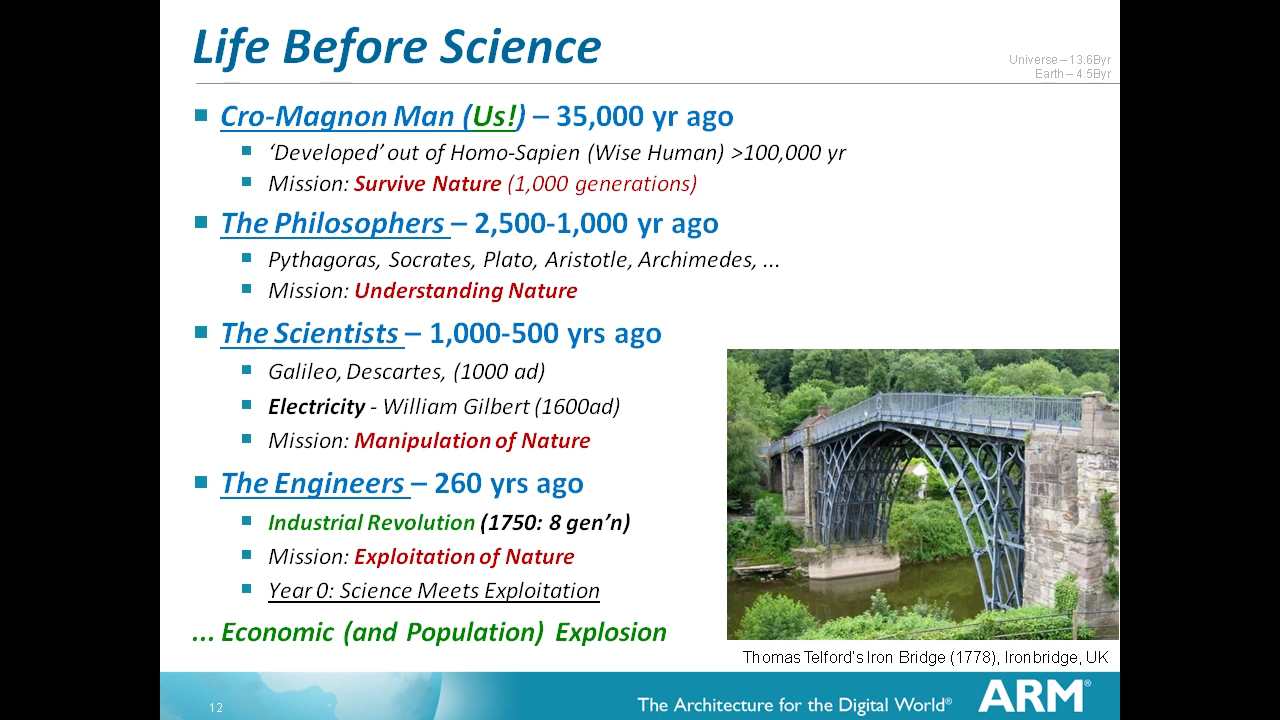 Life Before Science
Universe – 13.6Byr
Earth – 4.5Byr
Cro-Magnon Man (Us!) – 35,000 yr ago
‘Developed’ out of Homo-Sapien (Wise Human) >100,000 yr
Mission: Survive Nature (1,000 generations)
The Philosophers – 2,500-1,000 yr ago
Pythagoras, Socrates, Plato, Aristotle, Archimedes, ...
Mission: Understanding Nature
The Scientists – 1,000-500 yrs ago
Galileo, Descartes, (1000 ad)
Electricity - William Gilbert (1600ad)
Mission: Manipulation of Nature
The Engineers – 260 yrs ago
Industrial Revolution (1750: 8 gen’n)
Mission: Exploitation of Nature
Year 0: Science Meets Exploitation
... Economic (and Population) Explosion
Thomas Telford's Iron Bridge (1778), Ironbridge, UK
12
The Architecture for the Digital World®
ARM®